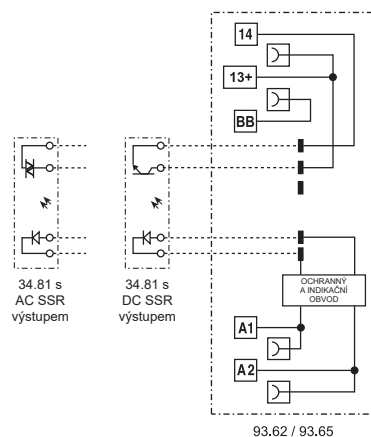 14
13+
BB
34.81 s
AC SSR
výstupem
34.81 s
DC SSR
výstupem
OCHRANNÝ
A INDIKAČNÍ
OBVOD
A1
A2
93.62 / 93.65